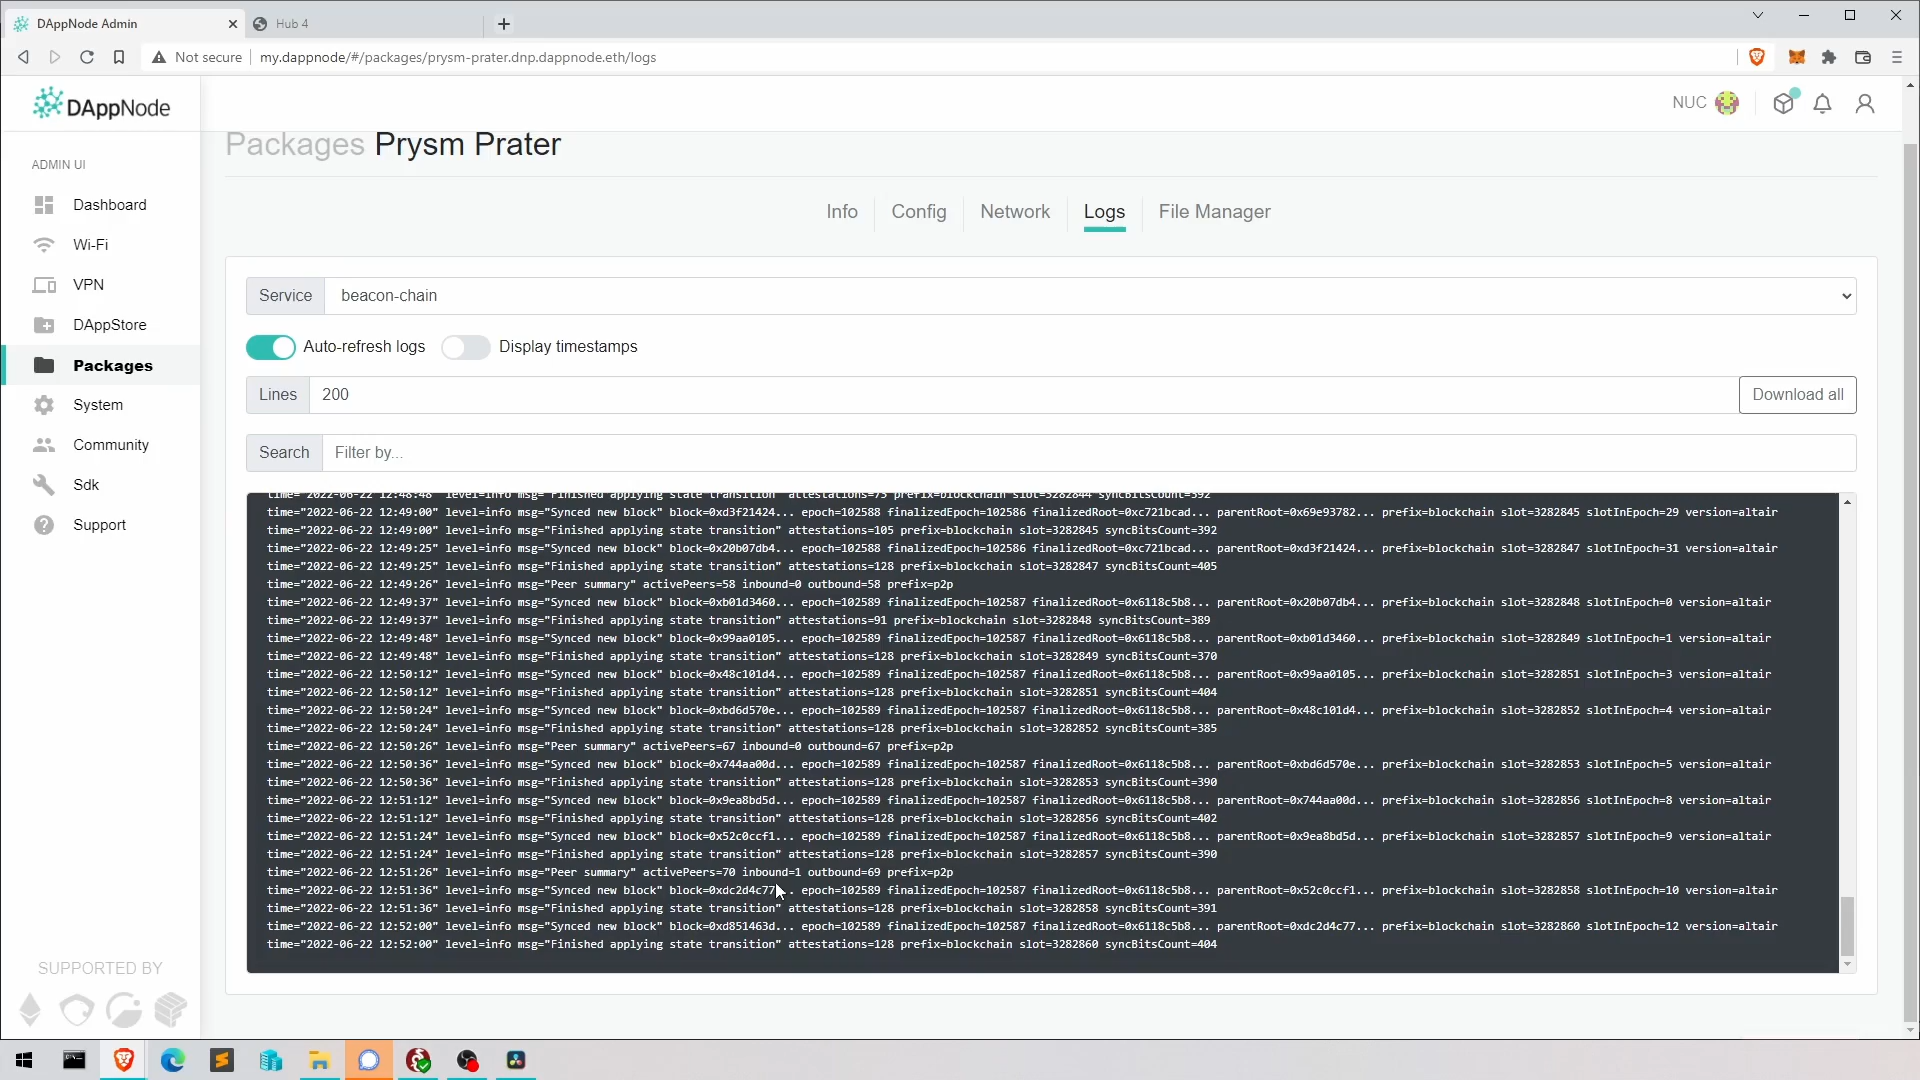 DAppNode Admin
Hub 4
Not secure
my.dappnode/#/packages/prysm-prater.dnp.dappnode.eth/logs
DAppNode
NUC
Packages Prysm Prater
ADMIN UI
Dashboard
Wi-Fi
VPN
DAppStore
Packages
System
Community
Sdk
Support
SUPPORTED BY
Info
Config
Network
Logs
File Manager
Service
beacon-chain
Auto-refresh logs
Display timestamps
Lines
200
Download all
Search
Filter by...
time="2022-06-22 12:48:48" level=info msg="Finished applying state transition" attestations=75 prefix=blockchain slot=3282844 syncBitsCount=392
time="2022-06-22 12:49:00" level=info msg="Synced new block" block=0xd3f21424... epoch=102588 finalizedEpoch=102586 finalizedRoot=0xc721bcad... parentRoot=0x69e93782... prefix=blockchain slot=3282845 slotInEpoch=29 version=altair
time="2022-06-22 12:49:00" level=info msg="Finished applying state transition" attestations=105 prefix=blockchain slot=3282845 syncBitsCount=392
time="2022-06-22 12:49:25" level=info msg="Synced new block" block=0x20b07db4... epoch=102588 finalizedEpoch=102586 finalizedRoot=0xc721bcad... parentRoot=0xd3f21424... prefix=blockchain slot=3282847 slotInEpoch=31 version=altair
time="2022-06-22 12:49:25" level=info msg="Finished applying state transition" attestations=128 prefix=blockchain slot=3282847 syncBitsCount=405
time="2022-06-22 12:49:26" level=info msg="Peer summary" activePeers=58 inbound=0 outbound=58 prefix=p2p
time="2022-06-22 12:49:37" level=info msg="Synced new block" block=0xb01d3460... epoch=102589 finalizedEpoch=102587 finalizedRoot=0x6118c5b8... parentRoot=0x20b07db4... prefix=blockchain slot=3282848 slotInEpoch=0 version=altair
time="2022-06-22 12:49:37" level=info msg="Finished applying state transition" attestations=91 prefix=blockchain slot=3282848 syncBitsCount=389
time="2022-06-22 12:49:48" level=info msg="Synced new block" block=0x99aa0105... epoch=102589 finalizedEpoch=102587 finalizedRoot=0x6118c5b8... parentRoot=0xb01d3460... prefix=blockchain slot=3282849 slotInEpoch=1 version=altair
time="2022-06-22 12:49:48" level=info msg="Finished applying state transition" attestations=128 prefix=blockchain slot=3282849 syncBitsCount=370
time="2022-06-22 12:50:12" level=info msg="Synced new block" block=0x48c101d4... epoch=102589 finalizedEpoch=102587 finalizedRoot=0x6118c5b8... parentRoot=0x99aa0105... prefix=blockchain slot=3282851 slotInEpoch=3 version=altair
time="2022-06-22 12:50:12" level=info msg="Finished applying state transition" attestations=128 prefix=blockchain slot=3282851 syncBitsCount=404
time="2022-06-22 12:50:24" level=info msg="Synced new block" block=0xbd6d570e... epoch=102589 finalizedEpoch=102587 finalizedRoot=0x6118c5b8... parentRoot=0x48c101d4... prefix=blockchain slot=3282852 slotInEpoch=4 version=altair
time="2022-06-22 12:50:24" level=info msg="Finished applying state transition" attestations=128 prefix=blockchain slot=3282852 syncBitsCount=385
time="2022-06-22 12:50:26" level=info msg="Peer summary" activePeers=67 inbound=0 outbound=67 prefix=p2p
time="2022-06-22 12:50:36" level=info msg="Synced new block" block=0x744aa00d... epoch=102589 finalizedEpoch=102587 finalizedRoot=0x6118c5b8... parentRoot=0xbd6d570e... prefix=blockchain slot=3282853 slotInEpoch=5 version=altair
time="2022-06-22 12:50:36" level=info msg="Finished applying state transition" attestations=128 prefix=blockchain slot=3282853 syncBitsCount=390
time="2022-06-22 12:51:12" level=info msg="Synced new block" block=0x9ea8bd5d... epoch=102589 finalizedEpoch=102587 finalizedRoot=0x6118c5b8... parentRoot=0x744aa00d... prefix=blockchain slot=3282856 slotInEpoch=8 version=altair
time="2022-06-22 12:51:12" level=info msg="Finished applying state transition" attestations=128 prefix=blockchain slot=3282856 syncBitsCount=402
time="2022-06-22 12:51:24" level=info msg="Synced new block" block=0x52c0ccf1... epoch=102589 finalizedEpoch=102587 finalizedRoot=0x6118c5b8... parentRoot=0x9ea8bd5d... prefix=blockchain slot=3282857 slotInEpoch=9 version=altair
time="2022-06-22 12:51:24" level=info msg="Finished applying state transition" attestations=128 prefix=blockchain slot=3282857 syncBitsCount=390
time="2022-06-22 12:51:26" level=info msg="Peer summary" activePeers=70 inbound=1 outbound=69 prefix=p2p
time="2022-06-22 12:51:36" level=info msg="Synced new block" block=0xdc2d4c77... epoch=102589 finalizedEpoch=102587 finalizedRoot=0x6118c5b8... parentRoot=0x52c0ccf1... prefix=blockchain slot=3282858 slotInEpoch=10 version=altair
time="2022-06-22 12:51:36" level=info msg="Finished applying state transition" attestations=128 prefix=blockchain slot=3282858 syncBitsCount=391
time="2022-06-22 12:52:00" level=info msg="Synced new block" block=0xd851463d... epoch=102589 finalizedEpoch=102587 finalizedRoot=0x6118c5b8... parentRoot=0xdc2d4c77... prefix=blockchain slot=3282860 slotInEpoch=12 version=altair
time="2022-06-22 12:52:00" level=info msg="Finished applying state transition" attestations=128 prefix=blockchain slot=3282860 syncBitsCount=404